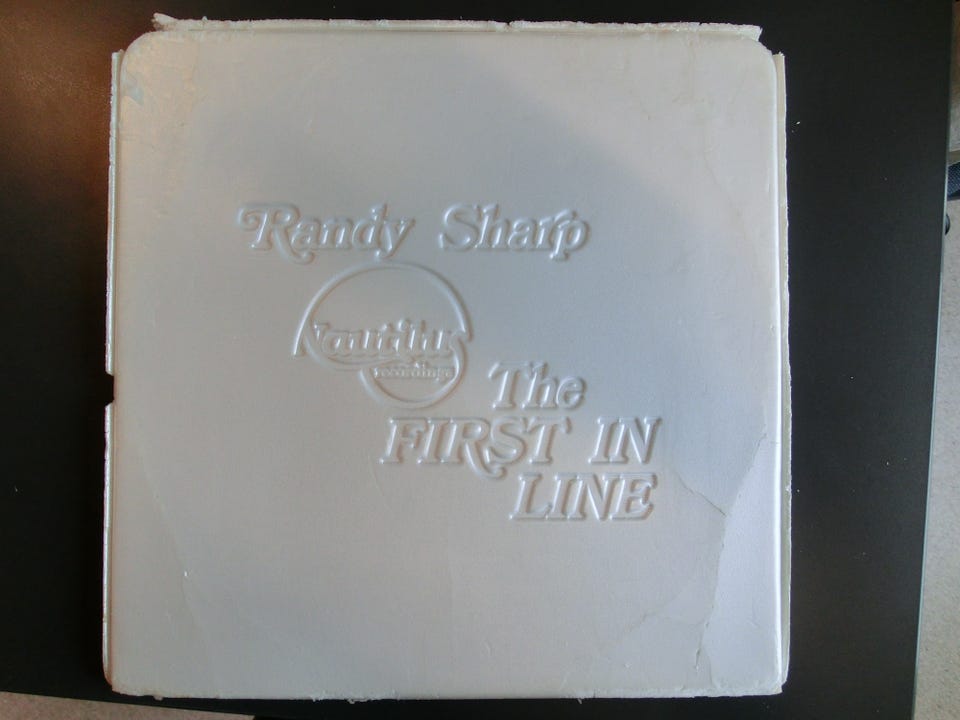 Randy Sharp
Nautilus
recordings
The
FIRST IN
LINE